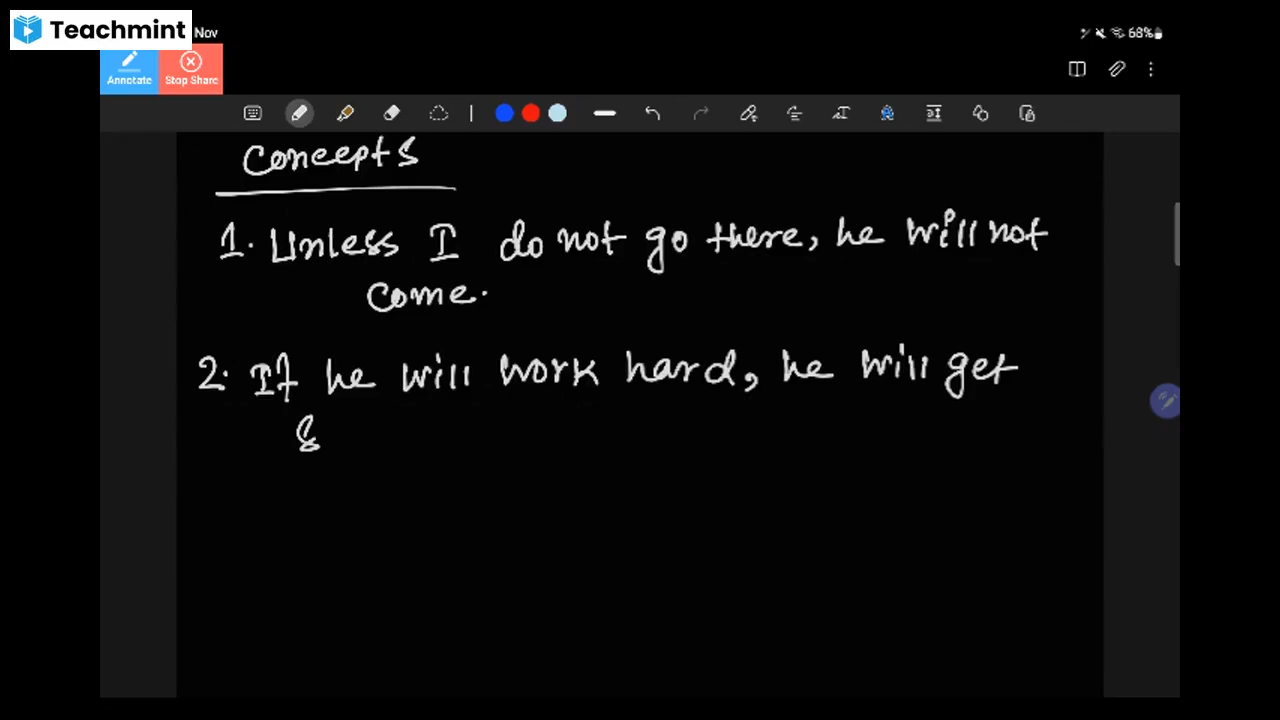 Teachmint
Nov
68%
Annotate
Stop Share
Concepts
1. Unless I do not go there, he will not
come.
2. If he will work hard, he will get
s